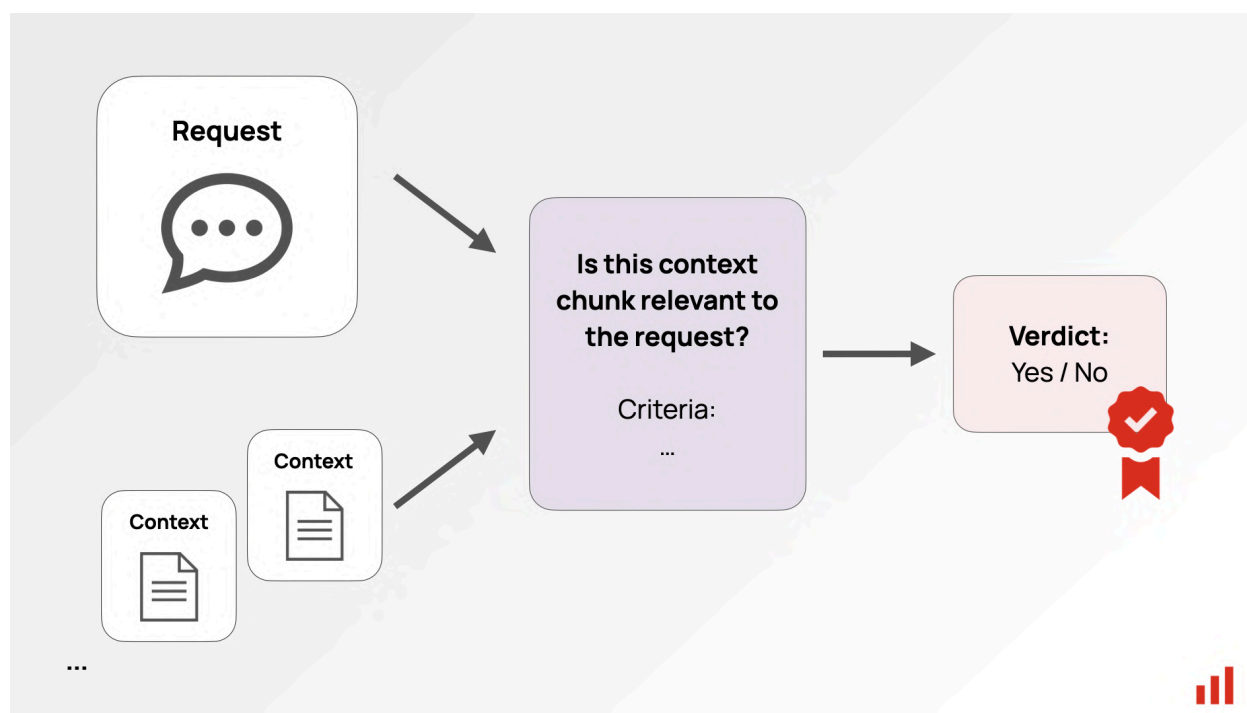 Request
Context
Context
...
Is this context
chunk relevant to
the request?
Criteria:
...
Verdict:
Yes / No